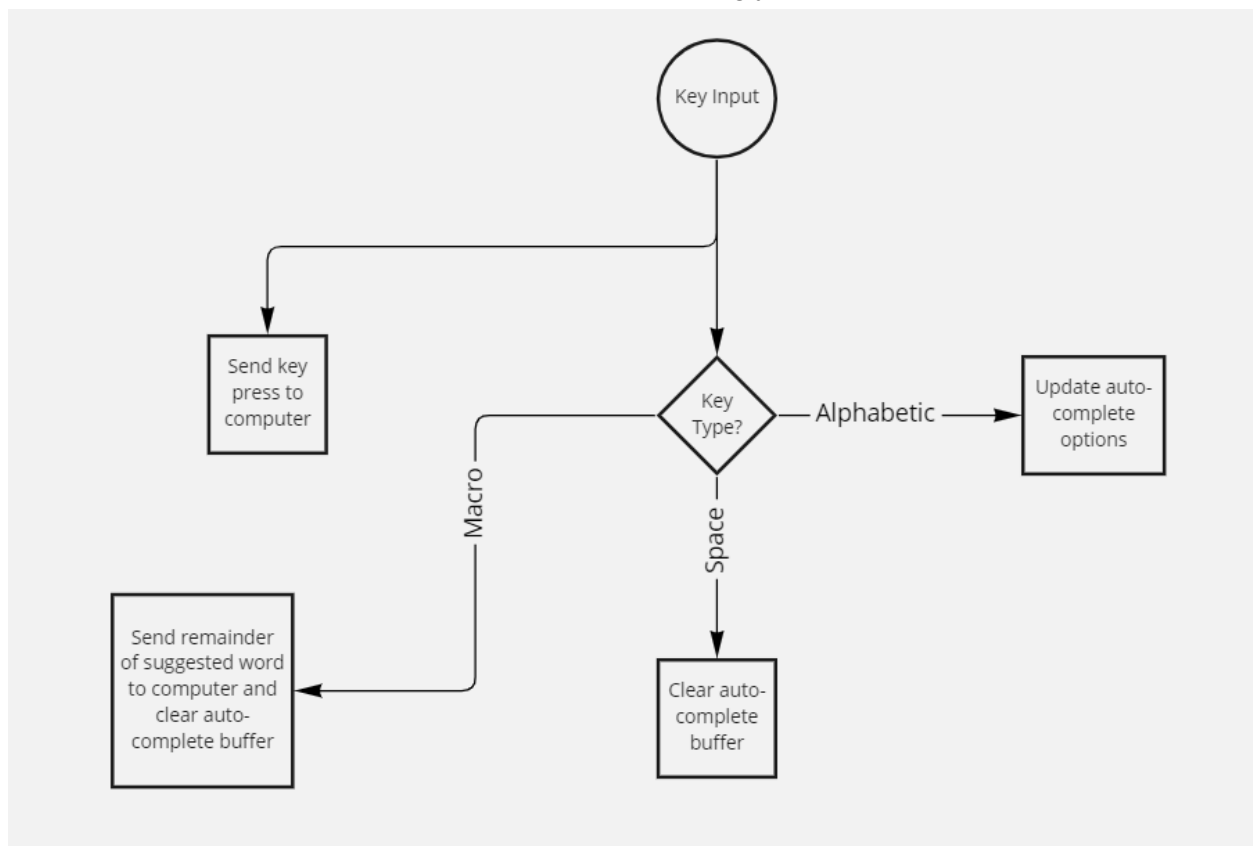 Key Input
Send key
press to
computer
Key
Type?
Alphabetic
Update auto-
complete
options
Macro
Space
Send remainder
of suggested word
to computer and
clear auto-
complete buffer
Clear auto-
complete
buffer